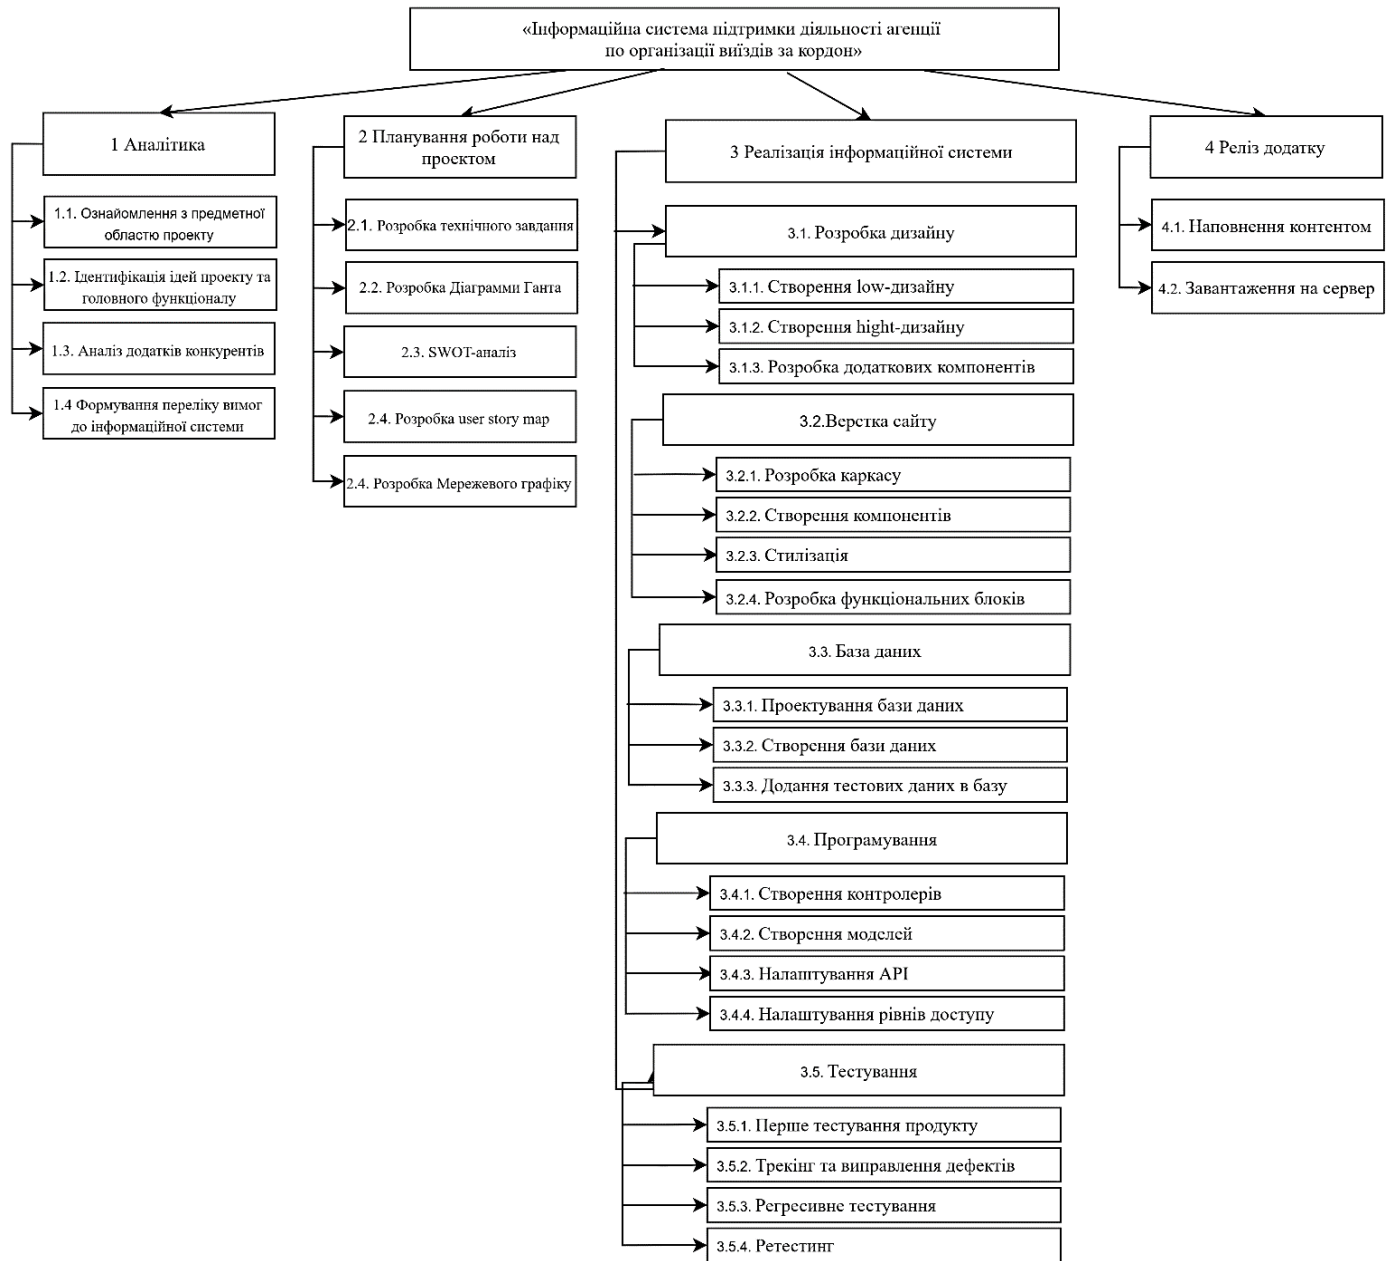 «Інформаційна система підтримки діяльності агенції
по організації виїздів за кордон»
1 Аналітика
1.1. Ознайомлення з предметної
областю проекту
1.2. Ідентифікація ідей проекту та
головного функціоналу
1.3. Аналіз додатків конкурентів
1.4 Формування переліку вимог
до інформаційної системи
2 Планування роботи над
проєктом
2.1. Розробка технічного завдання
2.2. Розробка Діаграмми Ганта
2.3. SWOT-аналіз
2.4. Розробка user story map
2.4. Розробка Мережевого графіку
3 Реалізація інформаційної системи
3.1. Розробка дизайну
3.1.1. Створення low-дизайну
3.1.2. Створення hight-дизайну
3.1.3. Розробка додаткових компонентів
3.2.Верстка сайту
3.2.1. Розробка каркасу
3.2.2. Створення компонентів
3.2.3. Стилізація
3.2.4. Розробка функціональних блоків
3.3. База даних
3.3.1. Проектування бази даних
3.3.2. Створення бази даних
3.3.3. Додання тестових даних в базу
3.4. Програмування
3.4.1. Створення контролерів
3.4.2. Створення моделей
3.4.3. Налаштування API
3.4.4. Налаштування рівнів доступу
3.5. Тестування
3.5.1. Перше тестування продукту
3.5.2. Трекінг та виправлення дефектів
3.5.3. Регресивне тестування
3.5.4. Ретестинг
4 Реліз додатку
4.1. Наповнення контентом
4.2. Завантаження на сервер